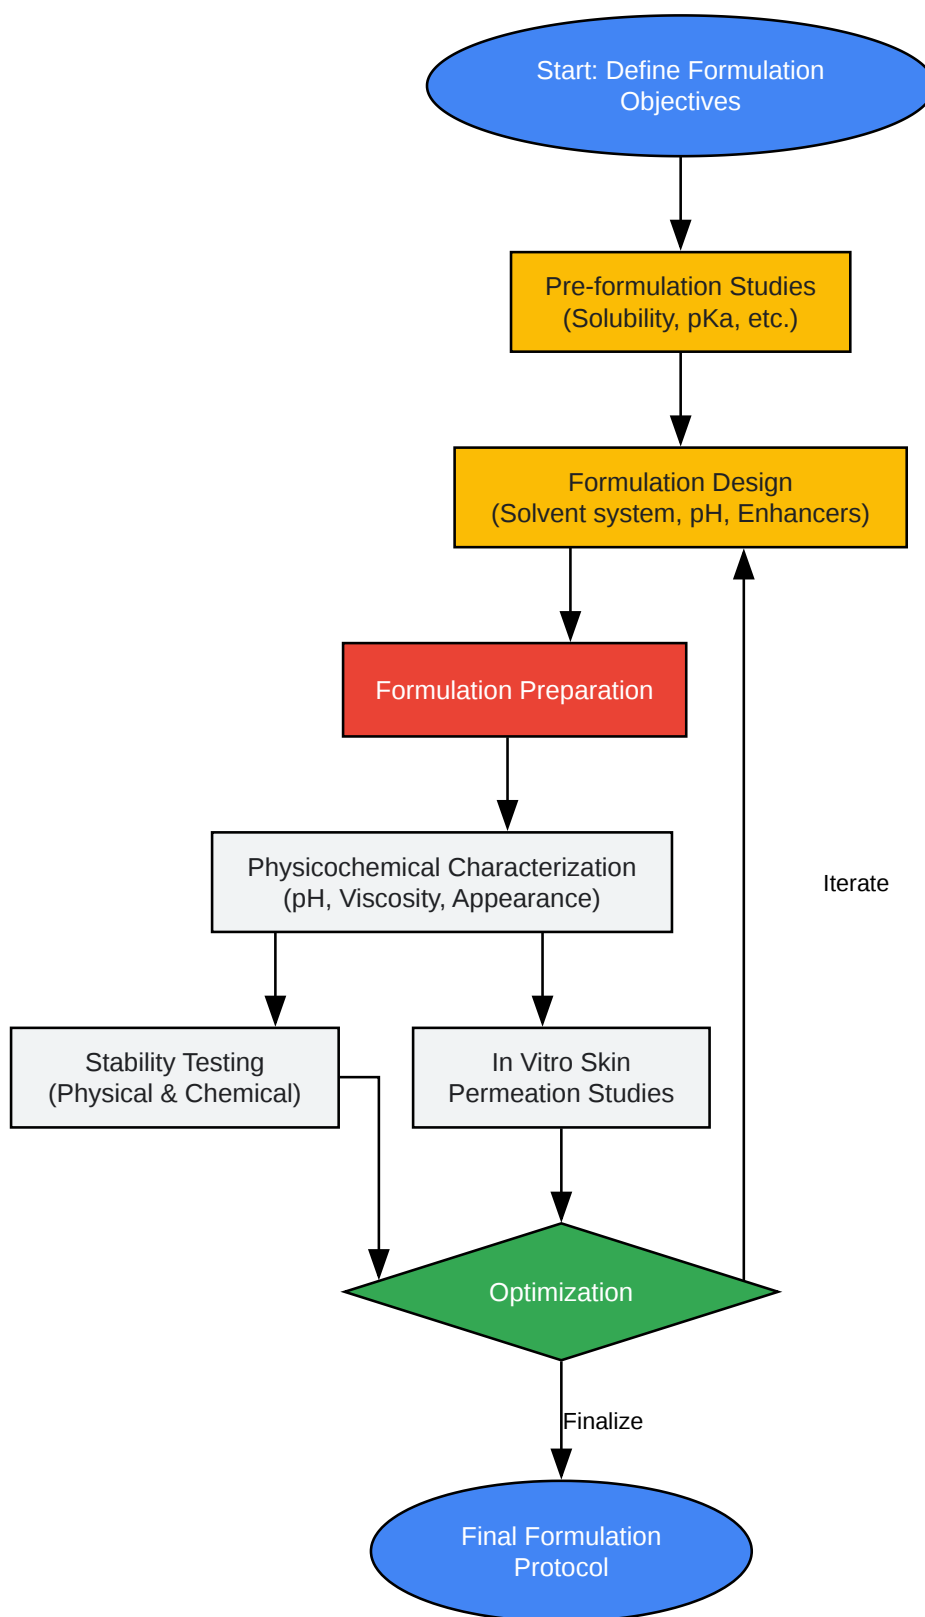 Start: Define Formulation
Objectives
Pre-formulation Studies
(Solubility, pKa, etc.)
Formulation Design
(Solvent system, pH, Enhancers)
Formulation Preparation
Physicochemical Characterization
(pH, Viscosity, Appearance)
Iterate
Stability Testing
(Physical & Chemical)
In Vitro Skin
Permeation Studies
Optimization
Finalize
Final Formulation
Protocol